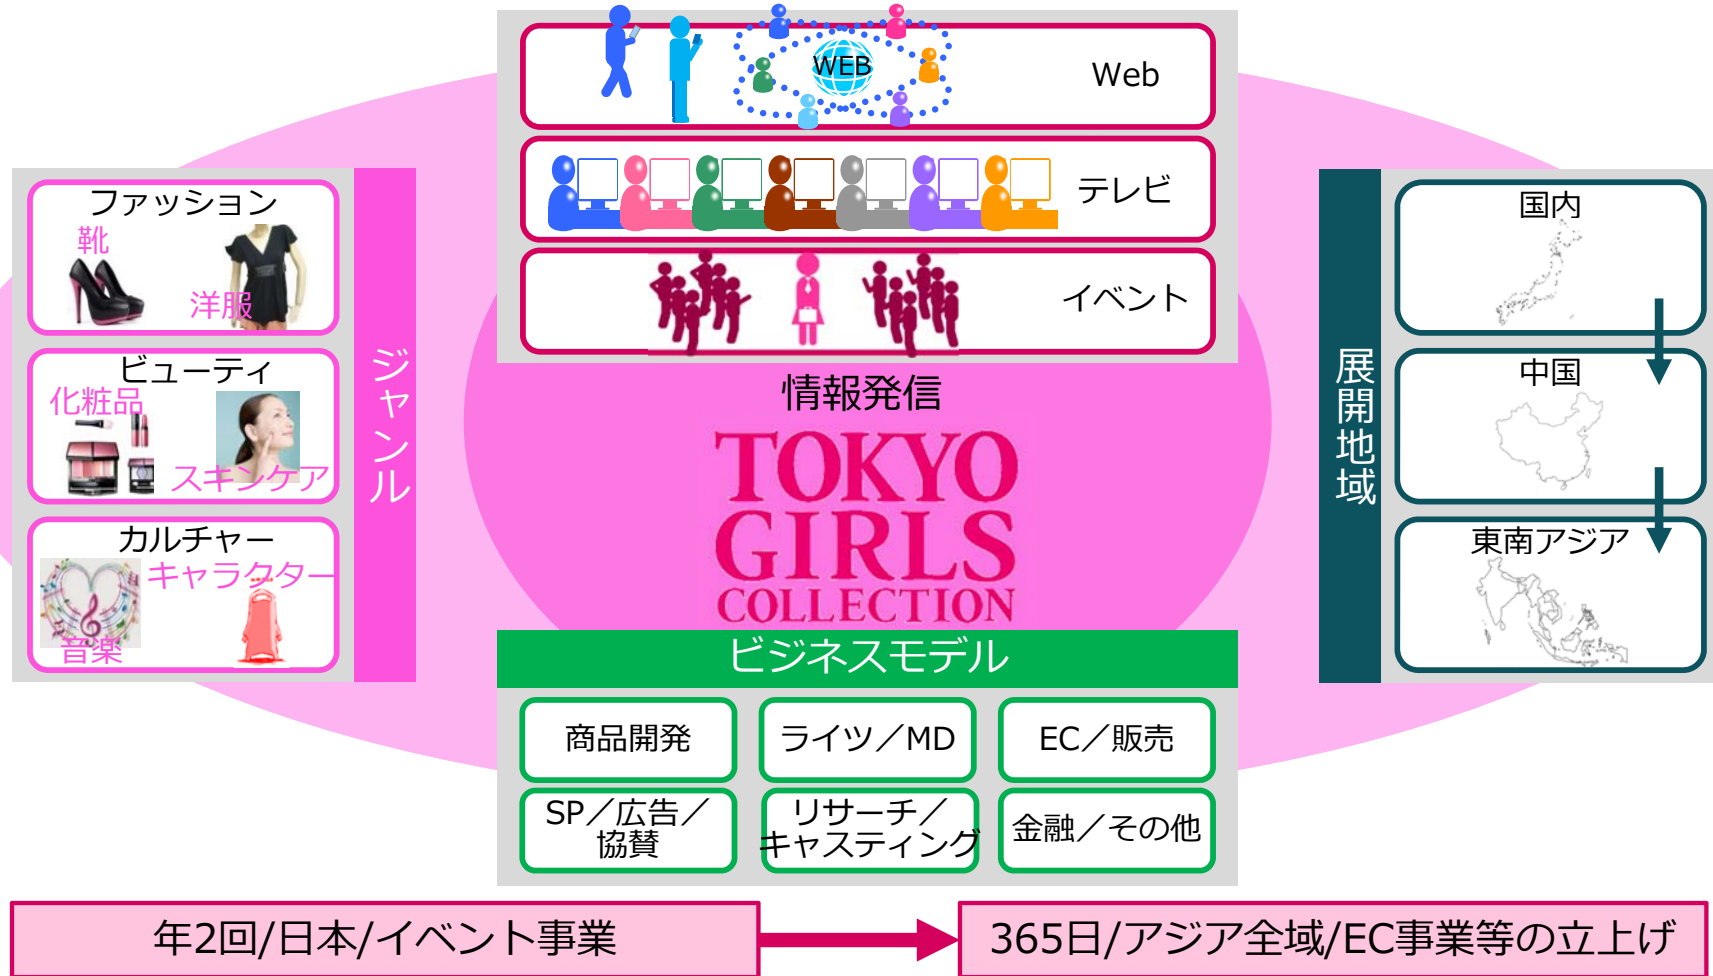 WEB
Web
テレビ
イベント
情報発信
TOKYO
GIRLS
COLLECTION
ジャンル
ファッション
靴
洋服
ビューティ
化粧品
スキンケア
カルチャー
キャラクター
音楽
展開地域
国内
中国
東南アジア
ビジネスモデル
商品開発
ライツ／MD
EC／販売
SP／広告／
協賛
リサーチ／
キャスティング
金融／その他
年2回/日本/イベント事業
365日/アジア全域/EC事業等の立上げ